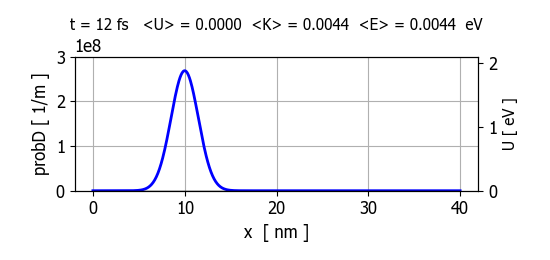 t = 12 fs   <U> = 0.0000  <K> = 0.0044  <E> = 0.0044  eV
1e8
probD [ 1/m ]
3
2
1
0
2
1
0
U [ eV ]
0 10 20 30 40
x  [ nm ]